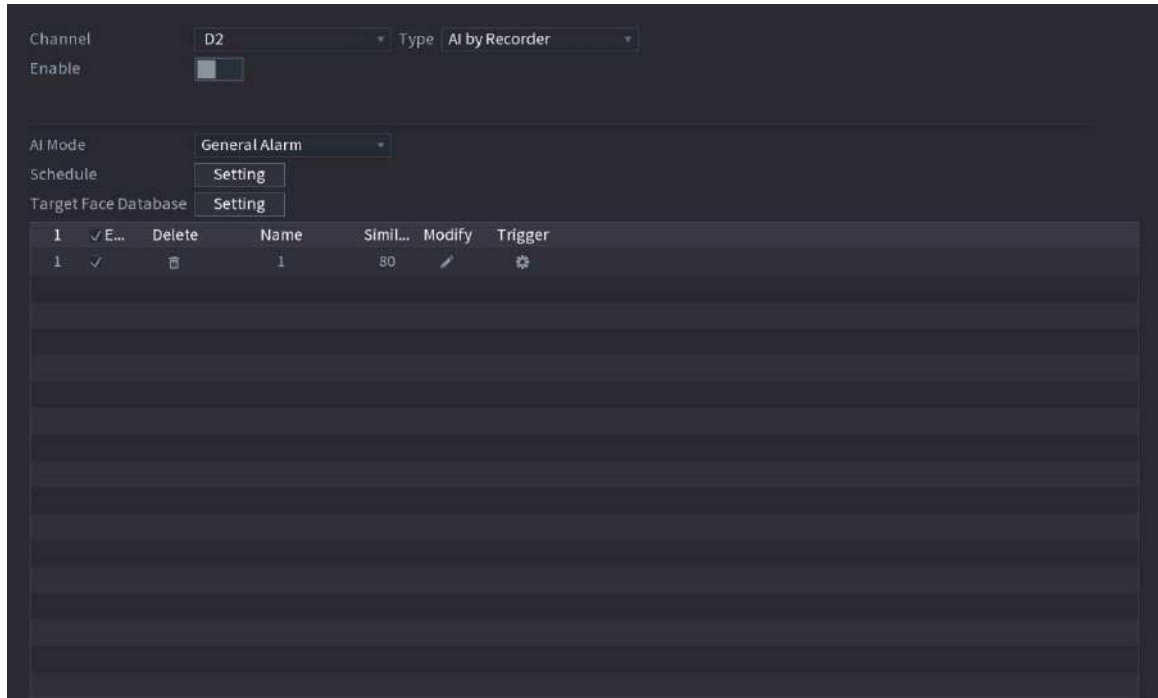 Channel D2 Type AI by Recorder
Enable
AI Mode General Alarm
Schedule Setting
Target Face Database Setting
1 E... Delete Name Simil... Modify Trigger
1 1 80